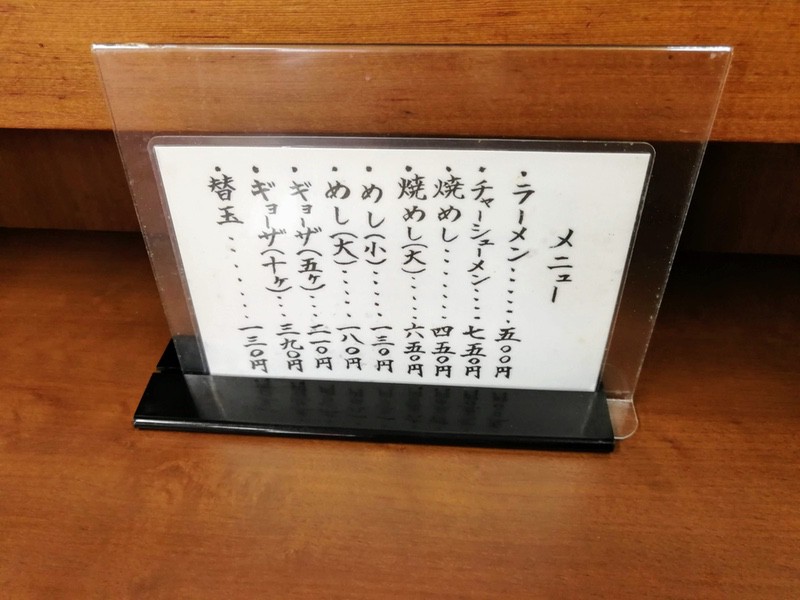 メニュー
・ラーメン・・・・・五〇〇円
・チャーシューメン・・・・七五〇円
・焼めし・・・・・・四五〇円
・焼めし(大)・・・・六五〇円
・めし(小)・・・・・一三〇円
・めし(大)・・・・・一八〇円
・ギョーザ(五ヶ)・・・二一〇円
・ギョーザ(十ヶ)・・・三九〇円
・替玉・・・・・・・一三〇円